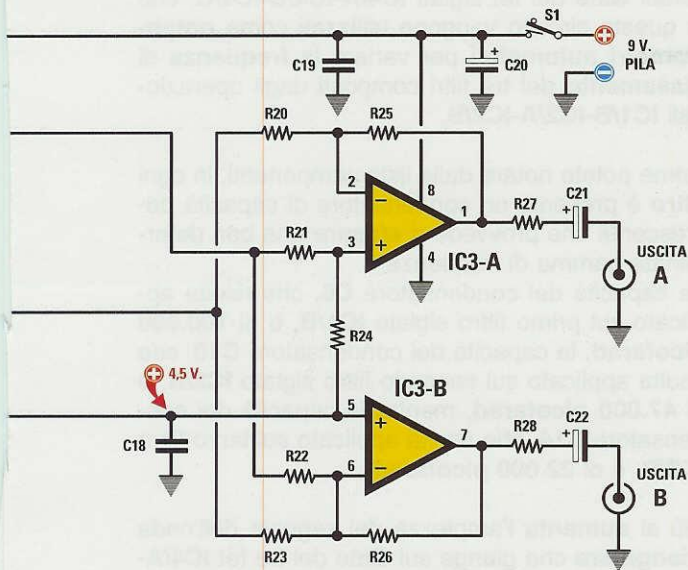 S1
9 V.
PILA
C19
C20
R20
R25
2
8
1
R27
C21
R21
3
4
IC3-A
USCITA
A
R24
4,5 V.
IC3-B
5
7
R28
C22
C18
R22
6
USCITA
B
R23
R26